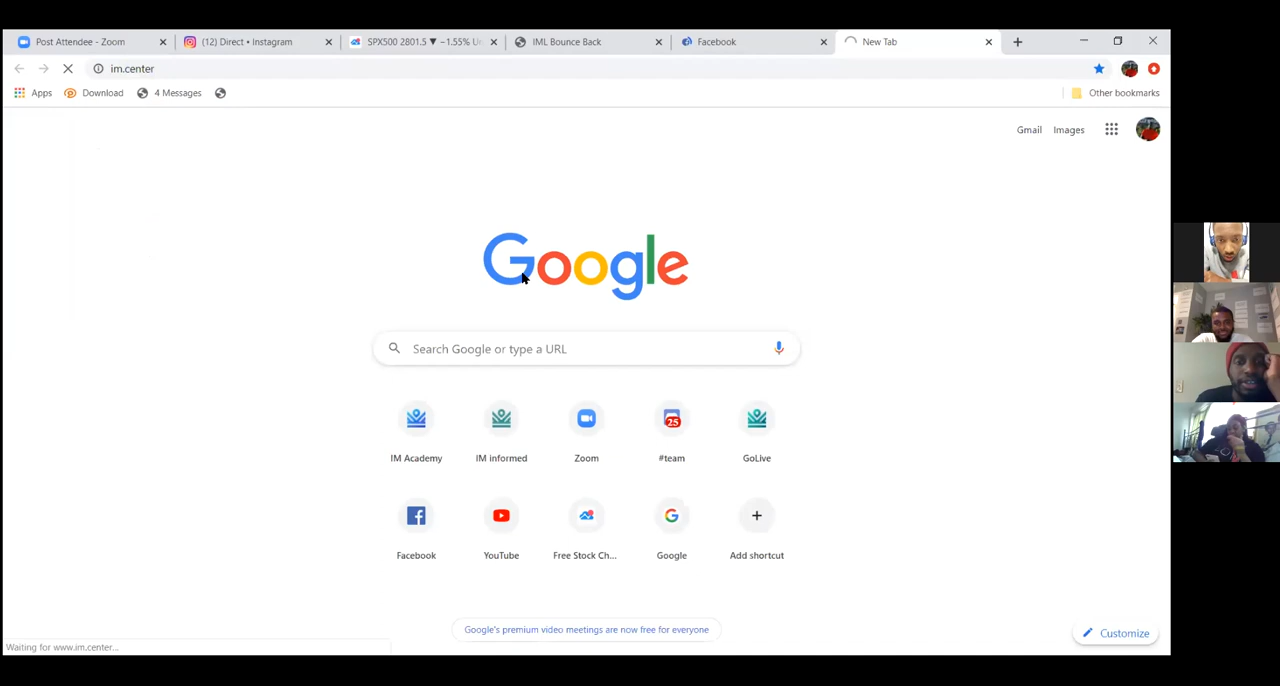 Post Attendee - Zoom
(12) Direct • Instagram
SPX500 2801.5 ▼ −1.55% U
IML Bounce Back
Facebook
New Tab
im.center
Apps
Download
4 Messages
Other bookmarks
Gmail
Images
Google
Search Google or type a URL
IM Academy
IM informed
Zoom
25
#team
GoLive
Facebook
YouTube
Free Stock Ch...
Google
Add shortcut
Google's premium video meetings are now free for everyone
Customize
Waiting for www.im.center...